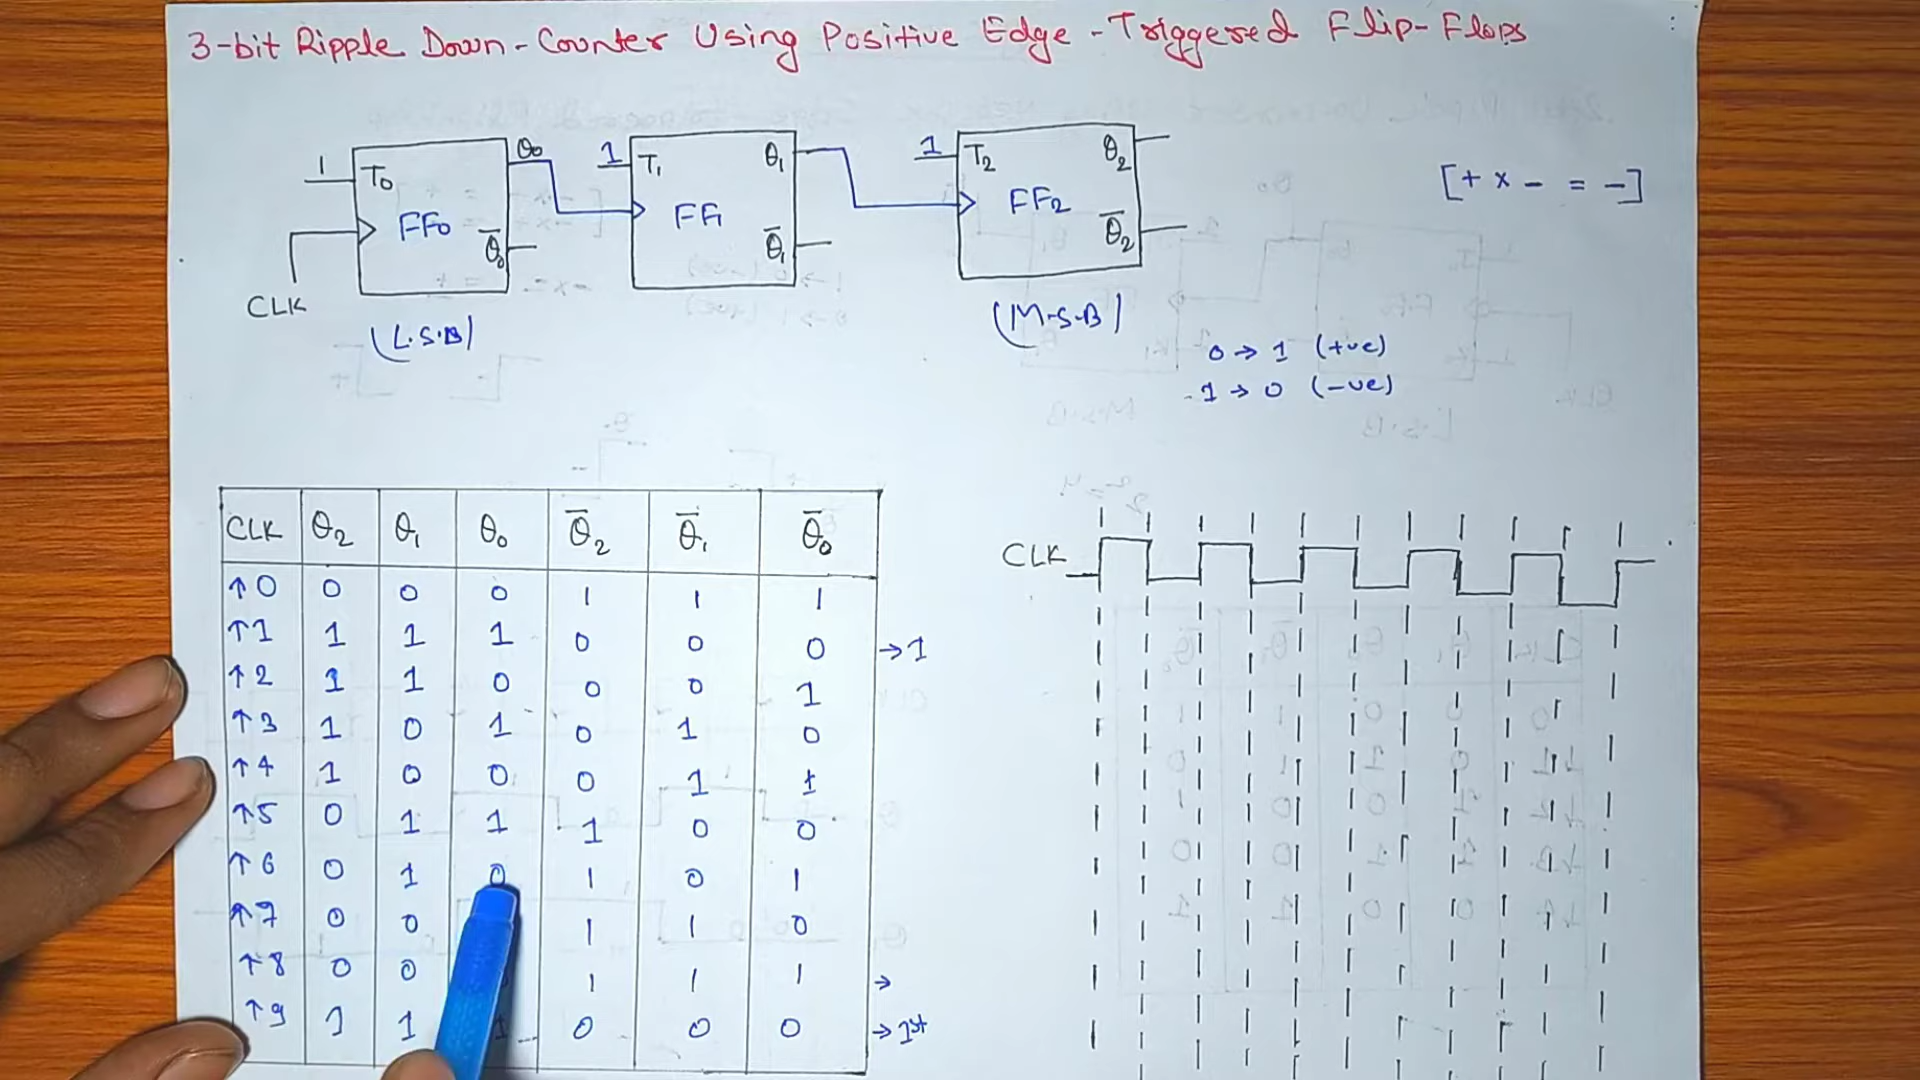 3-bit Ripple Down-Counter Using Positive Edge-Triggered Flip-Flops
1 T0 Q0 FF0 Q̅0
1 T1 Q1 FF1 Q̅1
1 T2 Q2 FF2 Q̅2
[+ x - = -]
CLK
(L.S.B)
(M.S.B)
0 → 1 (+ve)
1 → 0 (-ve)
CLK Q2 Q1 Q0 Q̅2 Q̅1 Q̅0
↑0 0 0 0 1 1 1
↑1 1 1 1 0 0 0 →1
↑2 1 1 0 0 0 1
↑3 1 0 1 0 1 0
↑4 1 0 0 0 1 1
↑5 0 1 1 1 0 0
↑6 0 1 0 1 0 1
↑7 0 0 1 1 0
↑8 0 0 1 1 1 →
↑9 1 1 1 0 0 0 →1st
CLK